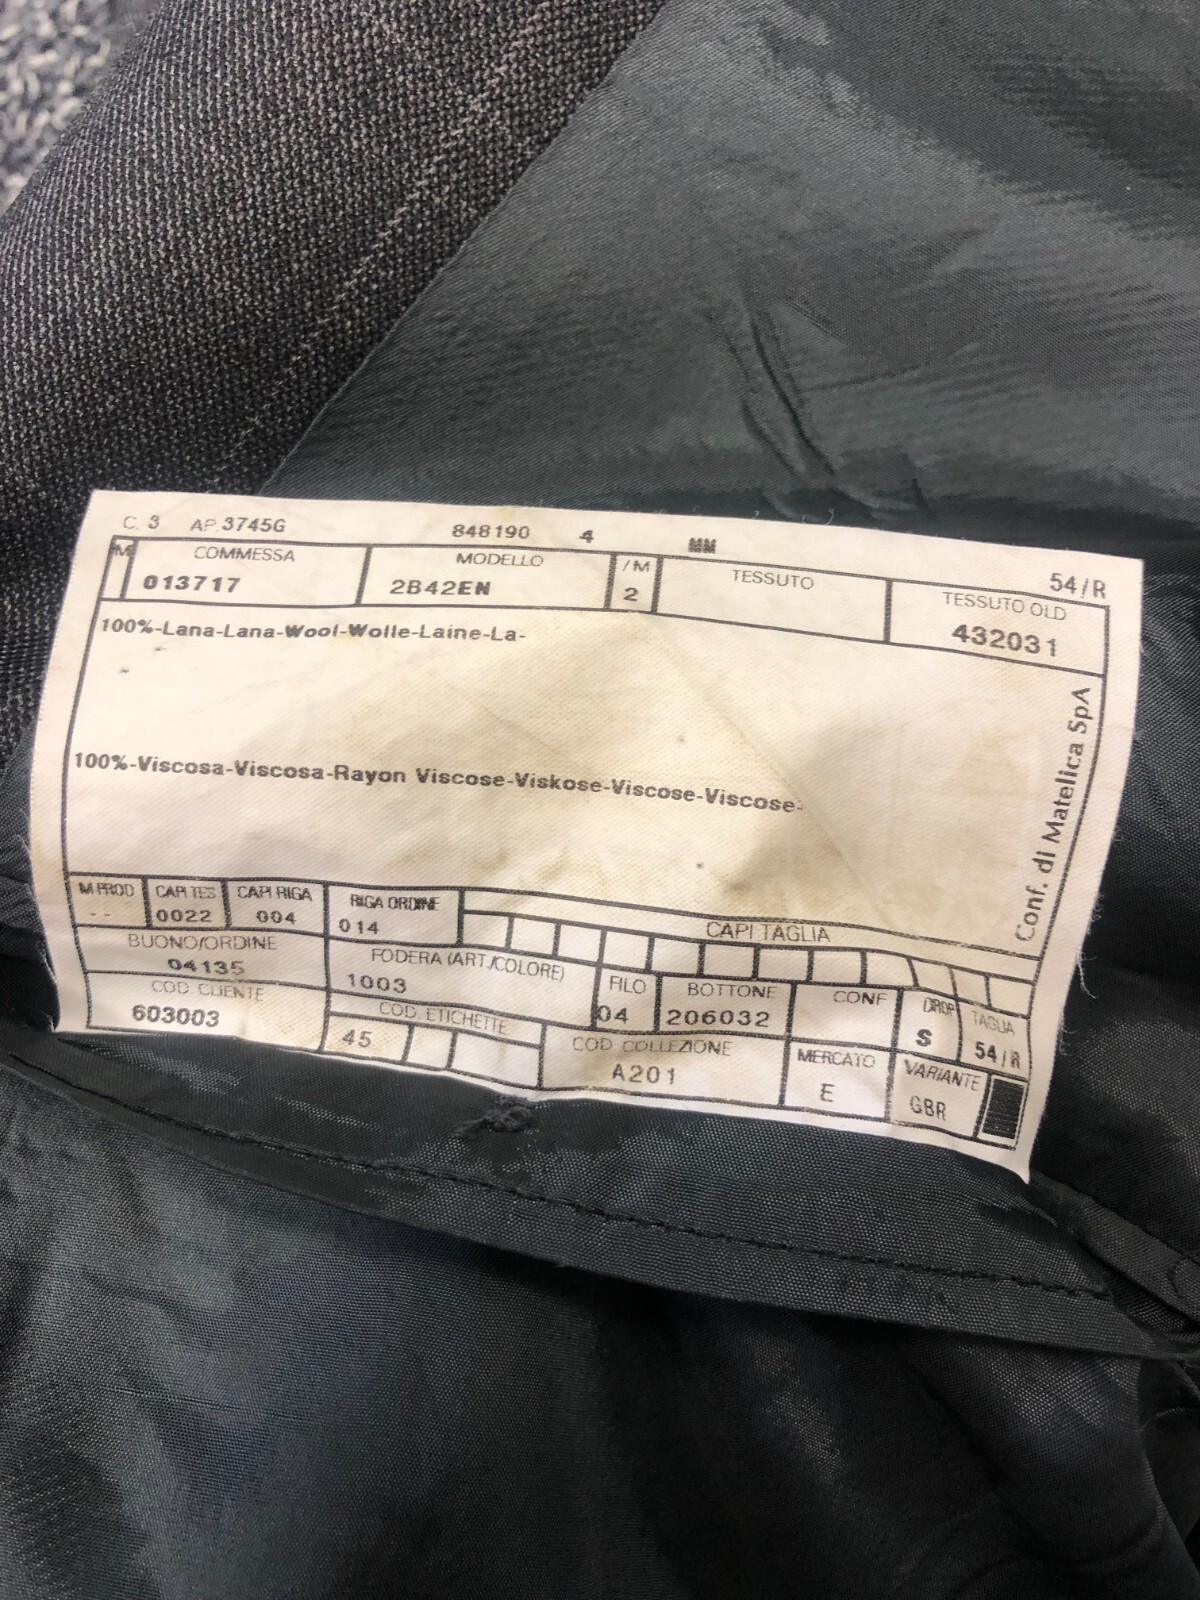 C. 3 AP. 3745G 848190 4 MM 54/R
M COMMESSA MODELLO /M TESSUTO TESSUTO OLD
013717 2B42EN 2 432031
100%-Lana-Lana-Wool-Wolle-Laine-La-
100%-Viscosa-Viscosa-Rayon Viscose-Viskose-Viscose-Viscose-
Conf. di Matelica SpA
M-PROD CAPI TES CAPI RIGA RIGA ORDINE CAPI TAGLIA
-- 0022 004 014
BUONO/ORDINE FODERA (ART./COLORE) FILO BOTTONE CONF DROP TAGLIA
04135 1003 04 206032 S 54/R
COD CLIENTE COD. ETICHETTE COD COLLEZIONE MERCATO VARIANTE
603003 45 A201 E GBR